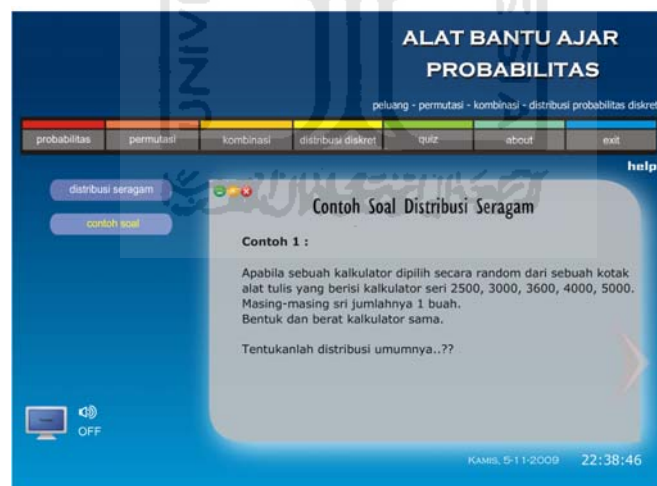 ALAT BANTU AJAR
PROBABILITAS
peluang - permutasi - kombinasi - distribusi probabilitas diskret
probabilitas permutasi kombinasi distribusi diskret quiz about exit
help
distribusi seragam
contoh soal
Contoh Soal Distribusi Seragam
Contoh 1 :
Apabila sebuah kalkulator dipilih secara random dari sebuah kotak
alat tulis yang berisi kalkulator seri 2500, 3000, 3600, 4000, 5000.
Masing-masing sri jumlahnya 1 buah.
Bentuk dan berat kalkulator sama.
Tentukanlah distribusi umumnya..??
OFF
KAMIS, 5-11-2009 22:38:46